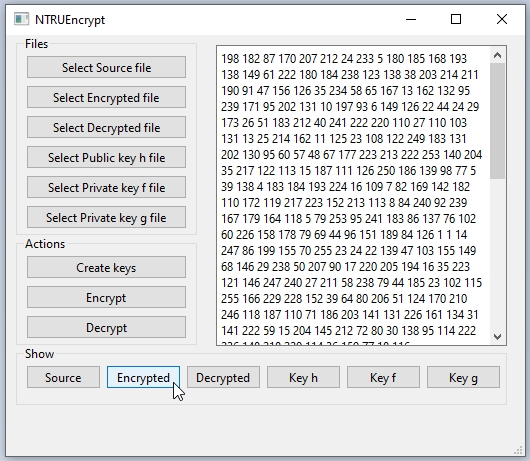 NTRUEncrypt
Files
Select Source file
Select Encrypted file
Select Decrypted file
Select Public key h file
Select Private key f file
Select Private key g file
Actions
Create keys
Encrypt
Decrypt
198 182 87 170 207 212 24 233 5 180 185 168 193
138 149 61 222 180 184 238 123 138 38 203 214 211
190 91 47 156 126 35 234 58 65 167 13 162 132 95
239 171 95 202 131 10 197 93 6 149 126 22 44 24 29
173 26 51 183 212 40 241 222 220 110 27 110 103
131 13 25 214 162 11 125 23 108 122 249 183 131
202 130 95 60 57 48 67 177 223 213 222 253 140 204
35 217 122 113 15 187 111 126 250 186 139 98 77 5
39 138 4 183 184 193 224 16 109 7 82 169 142 182
110 172 119 217 223 152 213 113 8 84 240 92 239
167 179 164 118 5 79 253 95 241 183 86 137 76 102
60 226 158 178 79 69 44 96 151 189 84 126 1 1 14
247 86 199 155 70 255 23 24 22 139 47 103 155 149
68 146 29 238 50 207 90 17 220 205 194 16 35 223
121 146 247 240 27 211 58 238 79 44 185 23 102 115
255 166 229 228 152 39 64 80 206 51 124 170 210
246 118 187 110 71 186 203 141 131 226 161 134 31
141 222 59 15 204 145 212 72 80 30 138 95 114 222
Show
Source
Encrypted
Decrypted
Key h
Key f
Key g